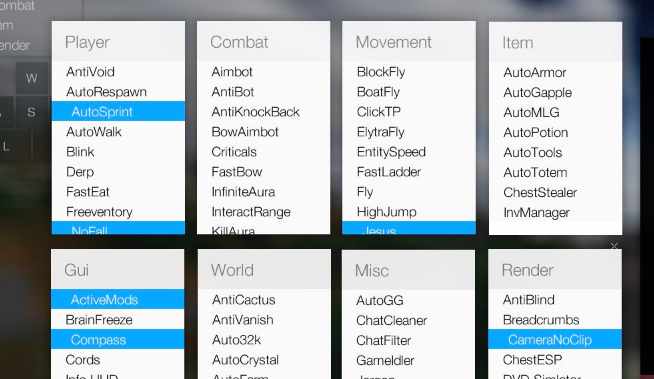 ombat
em
ender
W
S
L
Player
AntiVoid
AutoRespawn
AutoSprint
AutoWalk
Blink
Derp
FastEat
Freeventory
NoFall
Combat
Aimbot
AntiBot
AntiKnockBack
BowAimbot
Criticals
FastBow
InfiniteAura
InteractRange
KillAura
Movement
BlockFly
BoatFly
ClickTP
ElytraFly
EntitySpeed
FastLadder
Fly
HighJump
Jesus
Item
AutoArmor
AutoGapple
AutoMLG
AutoPotion
AutoTools
AutoTotem
ChestStealer
InvManager
Gui
ActiveMods
BrainFreeze
Compass
Cords
Info HUD
World
AntiCactus
AntiVanish
Auto32k
AutoCrystal
AutoFarm
Misc
AutoGG
ChatCleaner
ChatFilter
GameIdler
Render
AntiBlind
Breadcrumbs
CameraNoClip
ChestESP